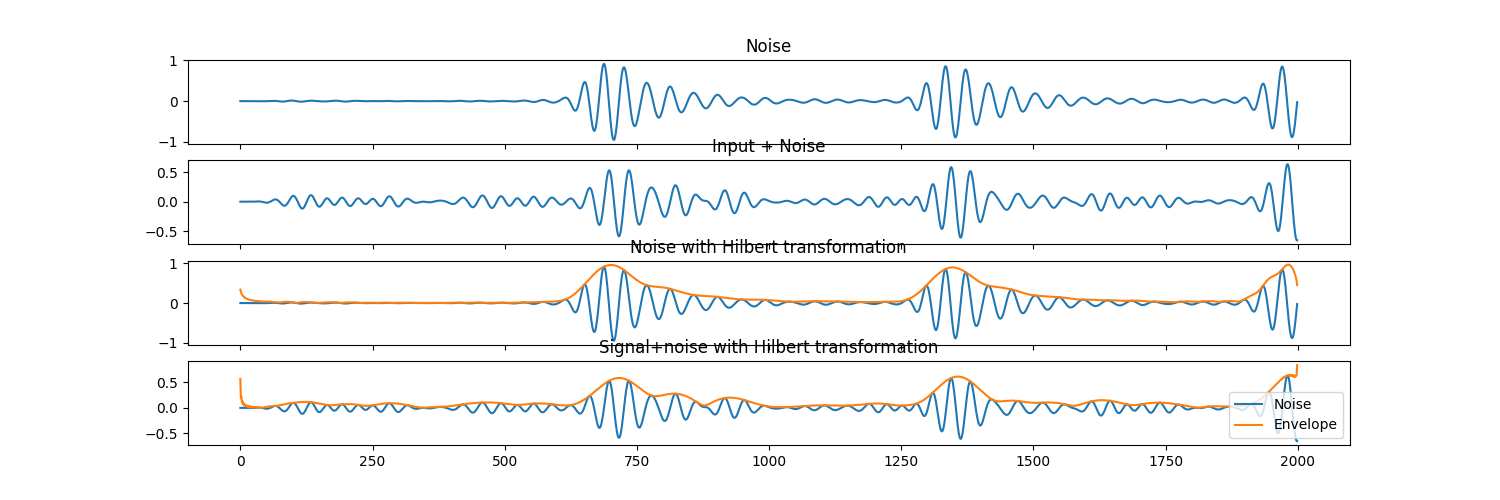 Noise
1
0
−1
Input + Noise
0.5
0.0
−0.5
Noise with Hilbert transformation
1
0
−1
Signal+noise with Hilbert transformation
0.5
0.0
−0.5
Noise
Envelope
0 250 500 750 1000 1250 1500 1750 2000